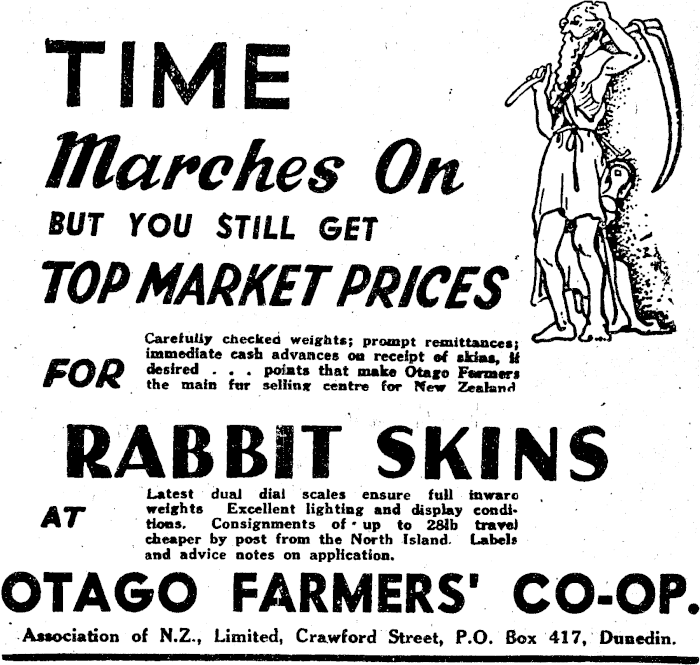 TIME
Marches On
BUT YOU STILL GET
TOP MARKET PRICES
FOR
Carefully checked weights; prompt remittances;
immediate cash advances on receipt of skins, if
desired . . . points that make Otago Farmers
the main fur selling centre for New Zealand
RABBIT SKINS
AT
Latest dual dial scales ensure full inward
weights Excellent lighting and display condi-
tions. Consignments of up to 28lb travel
cheaper by post from the North Island. Labels
and advice notes on application.
OTAGO FARMERS' CO-OP.
Association of N.Z., Limited, Crawford Street, P.O. Box 417, Dunedin.